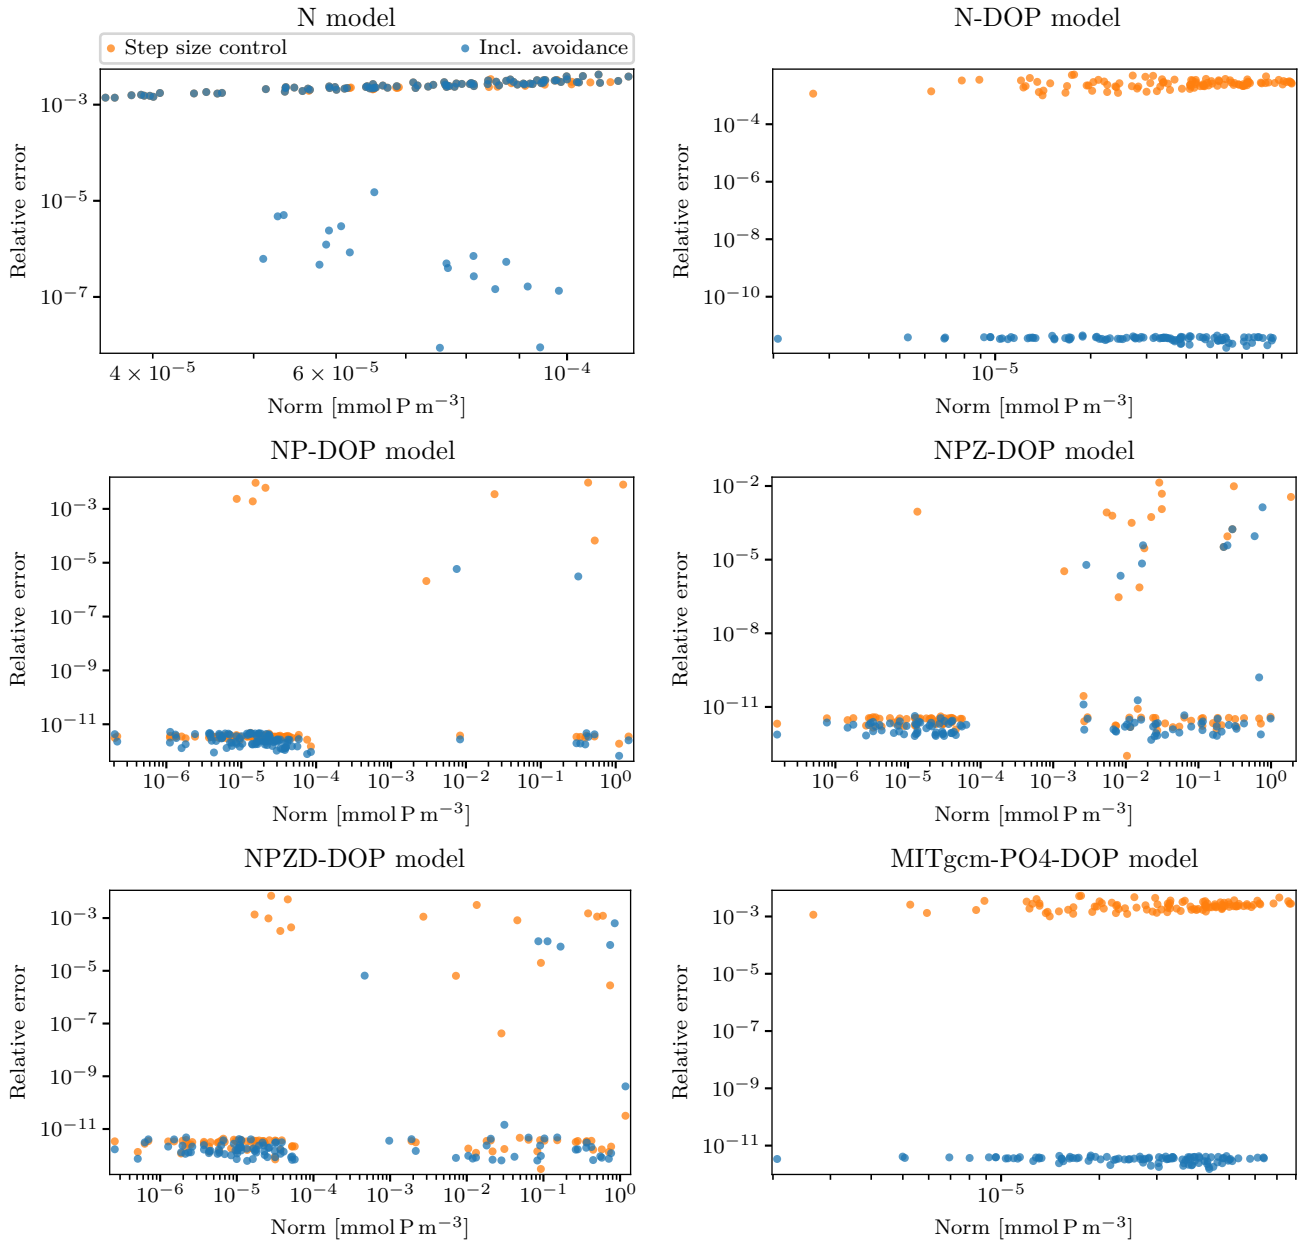 N model
Step size control
Incl. avoidance
10⁻³
10⁻⁵
10⁻⁷
Relative error
4 × 10⁻⁵
6 × 10⁻⁵
10⁻⁴
Norm [mmol P m⁻³]
N-DOP model
10⁻⁴
10⁻⁶
10⁻⁸
10⁻¹⁰
Relative error
10⁻⁵
Norm [mmol P m⁻³]
NP-DOP model
10⁻³
10⁻⁵
10⁻⁷
10⁻⁹
10⁻¹¹
Relative error
10⁻⁶
10⁻⁵
10⁻⁴
10⁻³
10⁻²
10⁻¹
10⁰
Norm [mmol P m⁻³]
NPZ-DOP model
10⁻²
10⁻⁵
10⁻⁸
10⁻¹¹
Relative error
10⁻⁶
10⁻⁵
10⁻⁴
10⁻³
10⁻²
10⁻¹
10⁰
Norm [mmol P m⁻³]
NPZD-DOP model
10⁻³
10⁻⁵
10⁻⁷
10⁻⁹
10⁻¹¹
Relative error
10⁻⁶
10⁻⁵
10⁻⁴
10⁻³
10⁻²
10⁻¹
10⁰
Norm [mmol P m⁻³]
MITgcm-PO4-DOP model
10⁻³
10⁻⁵
10⁻⁷
10⁻⁹
10⁻¹¹
Relative error
10⁻⁵
Norm [mmol P m⁻³]